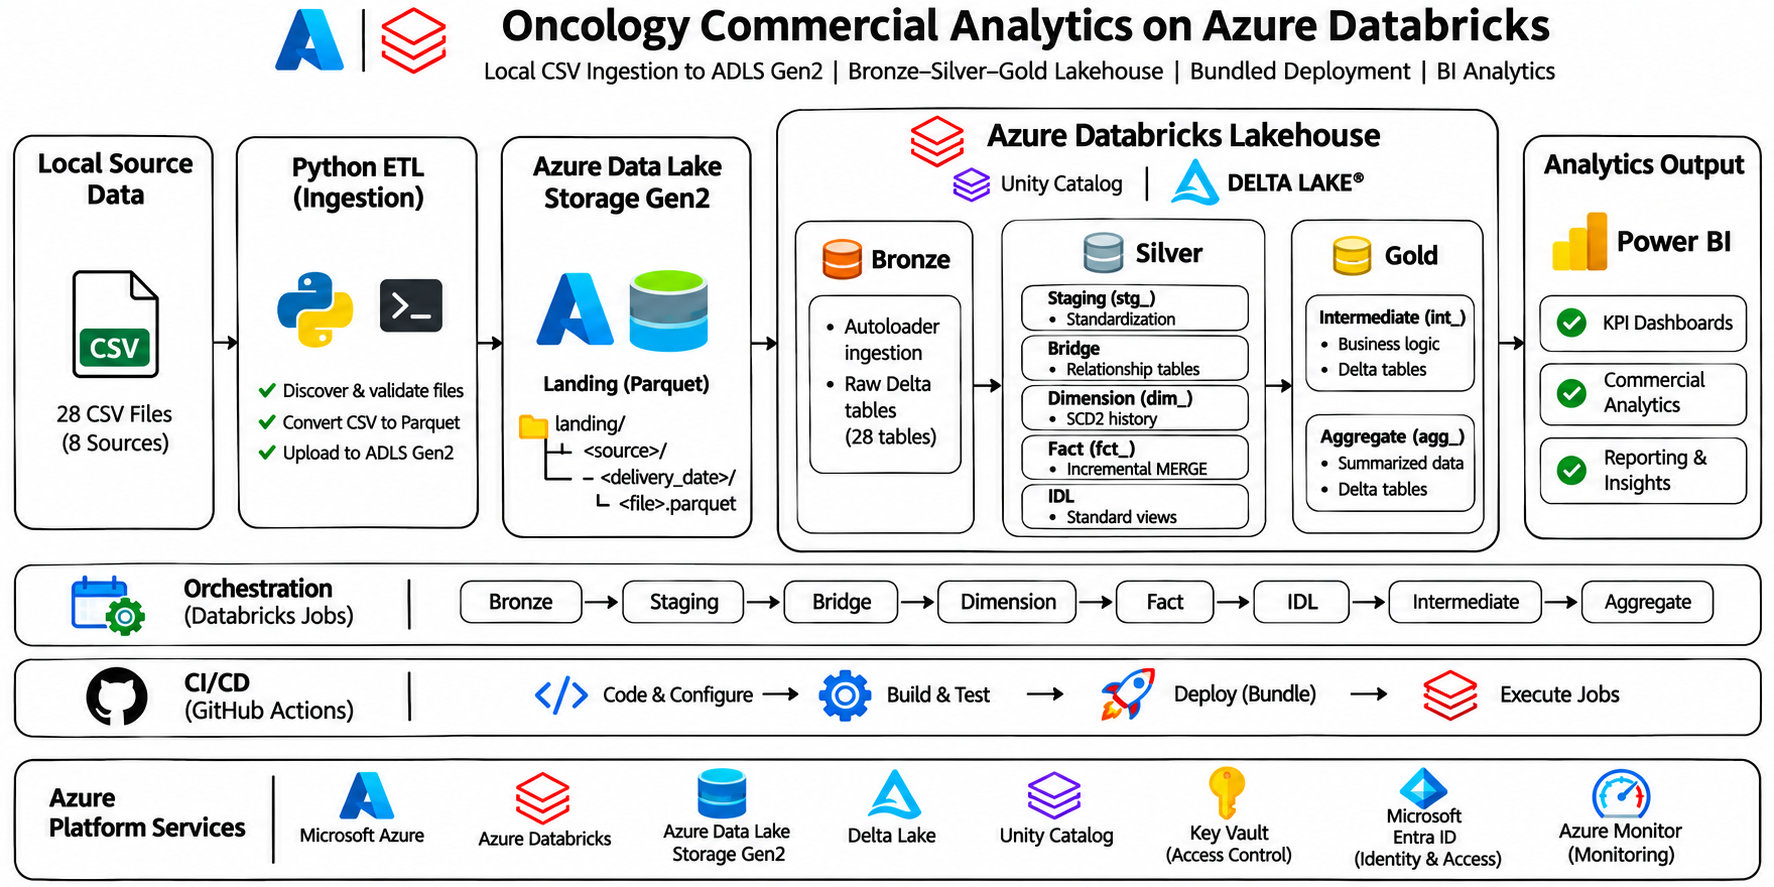 Oncology Commercial Analytics on Azure Databricks
Local CSV Ingestion to ADLS Gen2 | Bronze–Silver–Gold Lakehouse | Bundled Deployment | BI Analytics
Local Source
Data
CSV
28 CSV Files
(8 Sources)
Python ETL
(Ingestion)
Discover & validate files
Convert CSV to Parquet
Upload to ADLS Gen2
Azure Data Lake
Storage Gen2
Landing (Parquet)
landing/
<source>/
<delivery_date>/
<file>.parquet
Azure Databricks Lakehouse
Unity Catalog | DELTA LAKE®
Bronze
• Autoloader
ingestion
• Raw Delta
tables
(28 tables)
Silver
Staging (stg_)
• Standardization
Bridge
• Relationship tables
Dimension (dim_)
• SCD2 history
Fact (fct_)
• Incremental MERGE
IDL
• Standard views
Gold
Intermediate (int_)
• Business logic
• Delta tables
Aggregate (agg_)
• Summarized data
• Delta tables
Analytics Output
Power BI
KPI Dashboards
Commercial
Analytics
Reporting &
Insights
Orchestration
(Databricks Jobs)
Bronze
Staging
Bridge
Dimension
Fact
IDL
Intermediate
Aggregate
CI/CD
(GitHub Actions)
</> Code & Configure
Build & Test
Deploy (Bundle)
Execute Jobs
Azure
Platform Services
Microsoft Azure
Azure Databricks
Azure Data Lake
Storage Gen2
Delta Lake
Unity Catalog
Key Vault
(Access Control)
Microsoft
Entra ID
(Identity & Access)
Azure Monitor
(Monitoring)